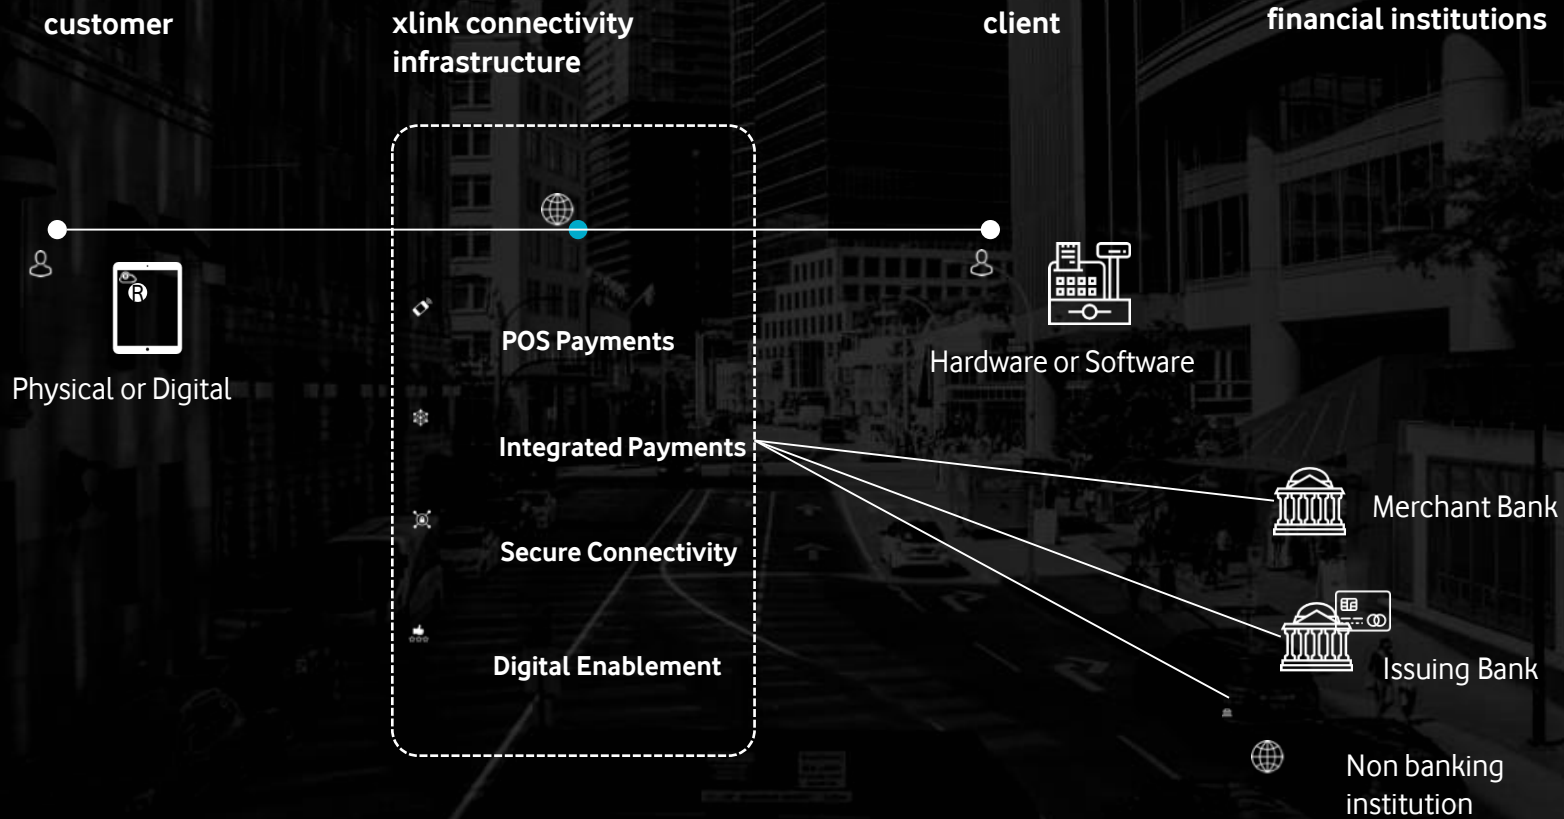 customer
xlink connectivity
infrastructure
client
financial institutions
R
Physical or Digital
POS Payments
Hardware or Software
Integrated Payments
Merchant Bank
Secure Connectivity
Digital Enablement
Issuing Bank
Non banking
institution